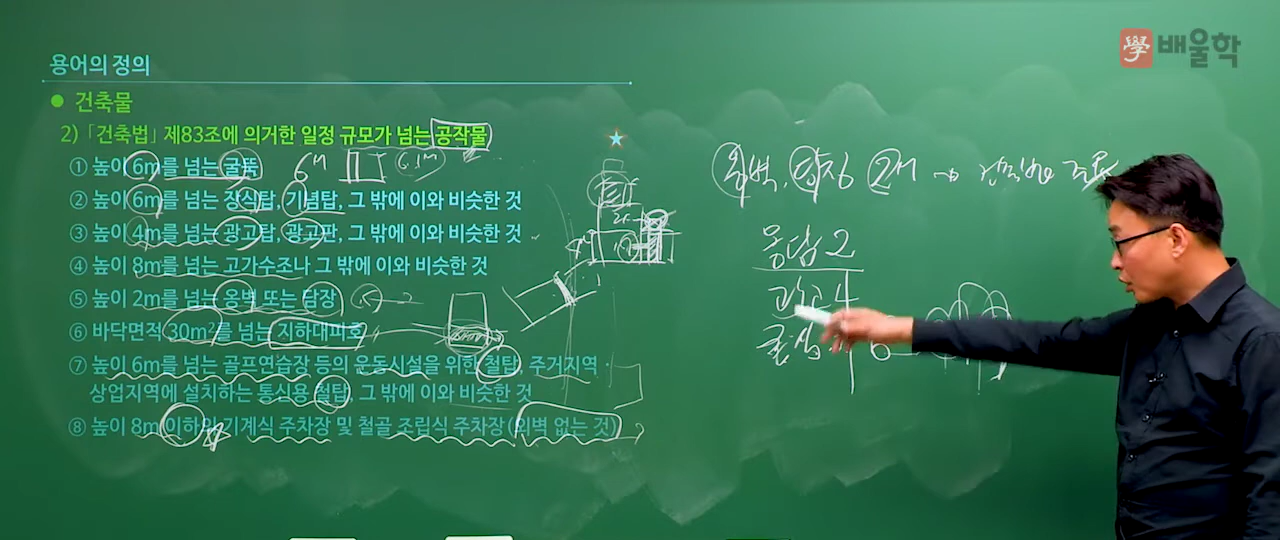 學 배울학
용어의 정의
● 건축물
2) 「건축법」 제83조에 의거한 일정 규모가 넘는 공작물
① 높이 6m를 넘는 굴뚝
6m
6.1m
② 높이 6m를 넘는 장식탑, 기념탑, 그 밖에 이와 비슷한 것
③ 높이 4m를 넘는 광고탑, 광고판, 그 밖에 이와 비슷한 것
④ 높이 8m를 넘는 고가수조나 그 밖에 이와 비슷한 것
⑤ 높이 2m를 넘는 옹벽 또는 담장
⑥ 바닥면적 30m²를 넘는 지하대피호
⑦ 높이 6m를 넘는 골프연습장 등의 운동시설을 위한 철탑, 주거지역·
상업지역에 설치하는 통신용 철탑, 그 밖에 이와 비슷한 것
⑧ 높이 8m 이하의 기계식 주차장 및 철골 조립식 주차장(외벽 없는 것)
옹벽, 담장 2m
옹담 2
광고 4
굴장 6